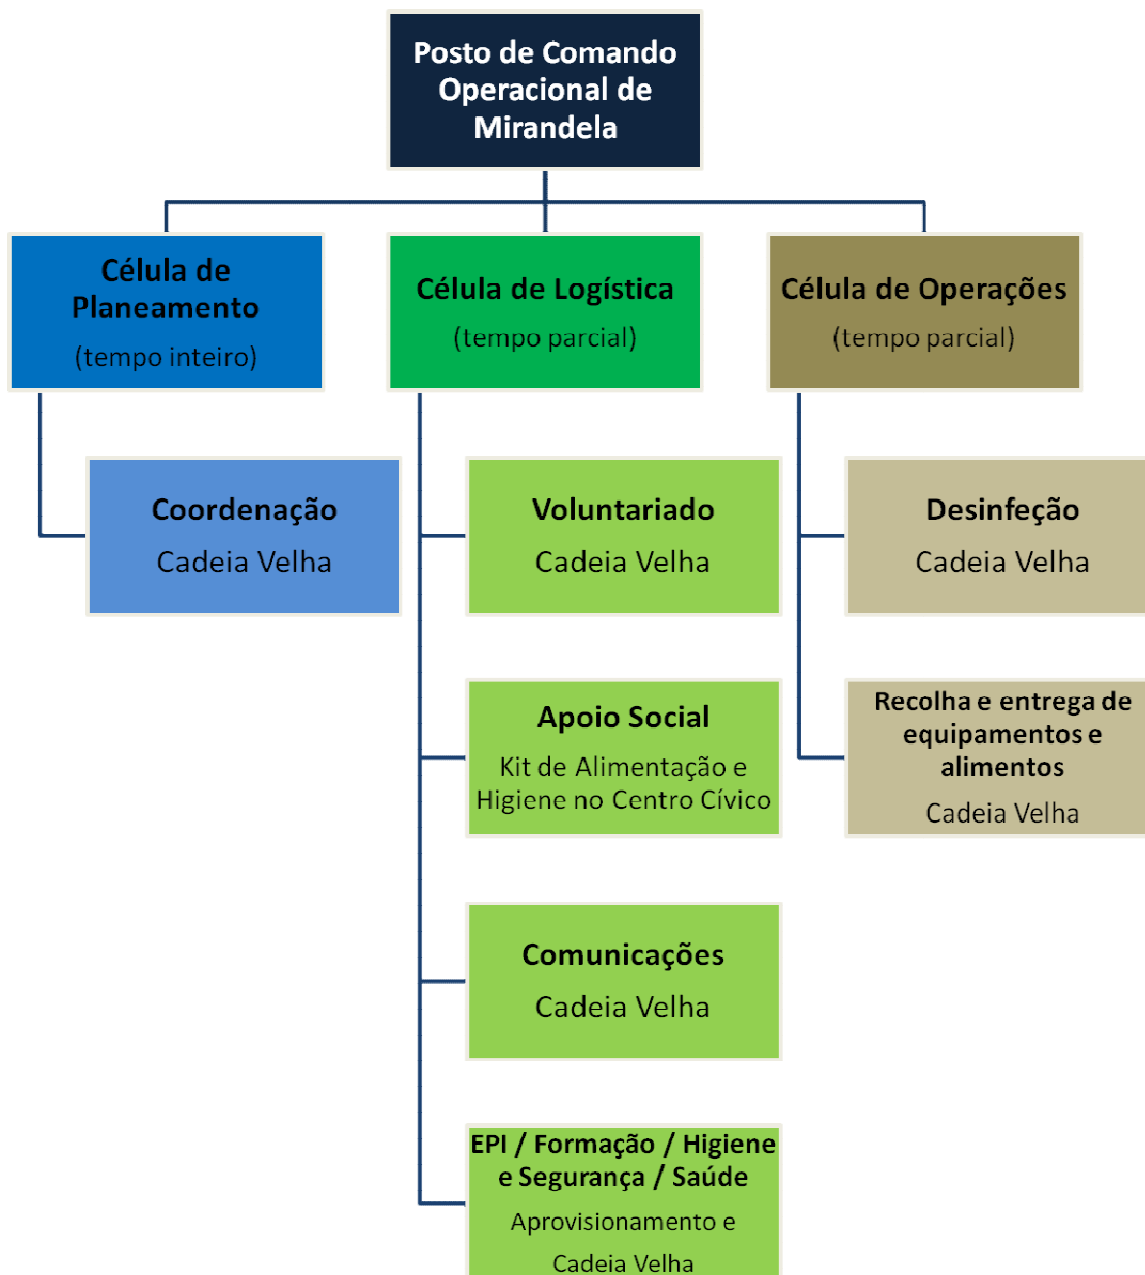 Posto de Comando
Operacional de
Mirandela
Célula de
Planeamento
(tempo inteiro)
Célula de Logística
(tempo parcial)
Célula de Operações
(tempo parcial)
Coordenação
Cadeia Velha
Voluntariado
Cadeia Velha
Desinfeção
Cadeia Velha
Apoio Social
Kit de Alimentação e
Higiene no Centro Cívico
Recolha e entrega de
equipamentos e
alimentos
Cadeia Velha
Comunicações
Cadeia Velha
EPI / Formação / Higiene
e Segurança / Saúde
Aprovisionamento e
Cadeia Velha